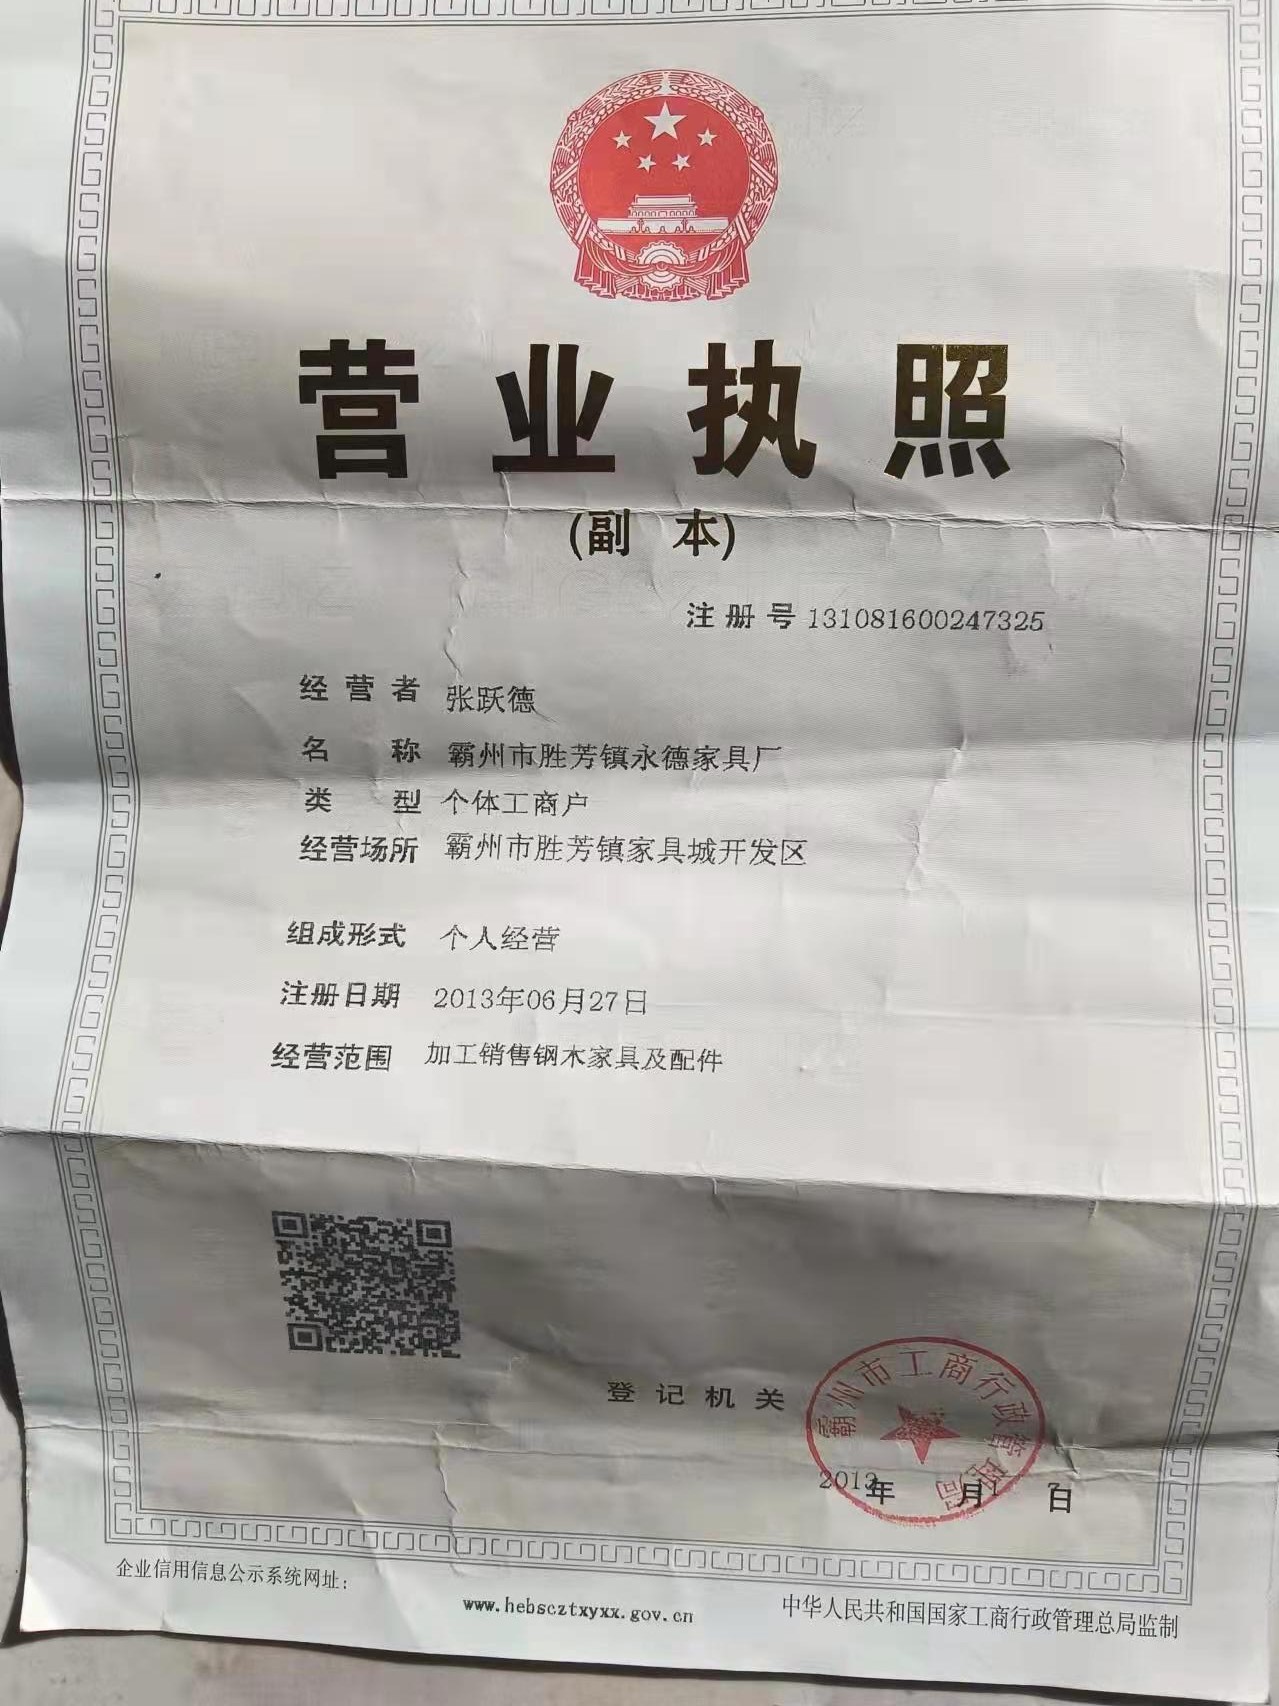 营业执照
(副 本)
注册号 131081600247325
经营者 张跃德
名 称 霸州市胜芳镇永德家具厂
类 型 个体工商户
经营场所 霸州市胜芳镇家具城开发区
组成形式 个人经营
注册日期 2013年06月27日
经营范围 加工销售钢木家具及配件
登记机关
霸州市工商行政管理局
2013年 月 日
企业信用信息公示系统网址：
www.hebscztxyxx.gov.cn
中华人民共和国国家工商行政管理总局监制